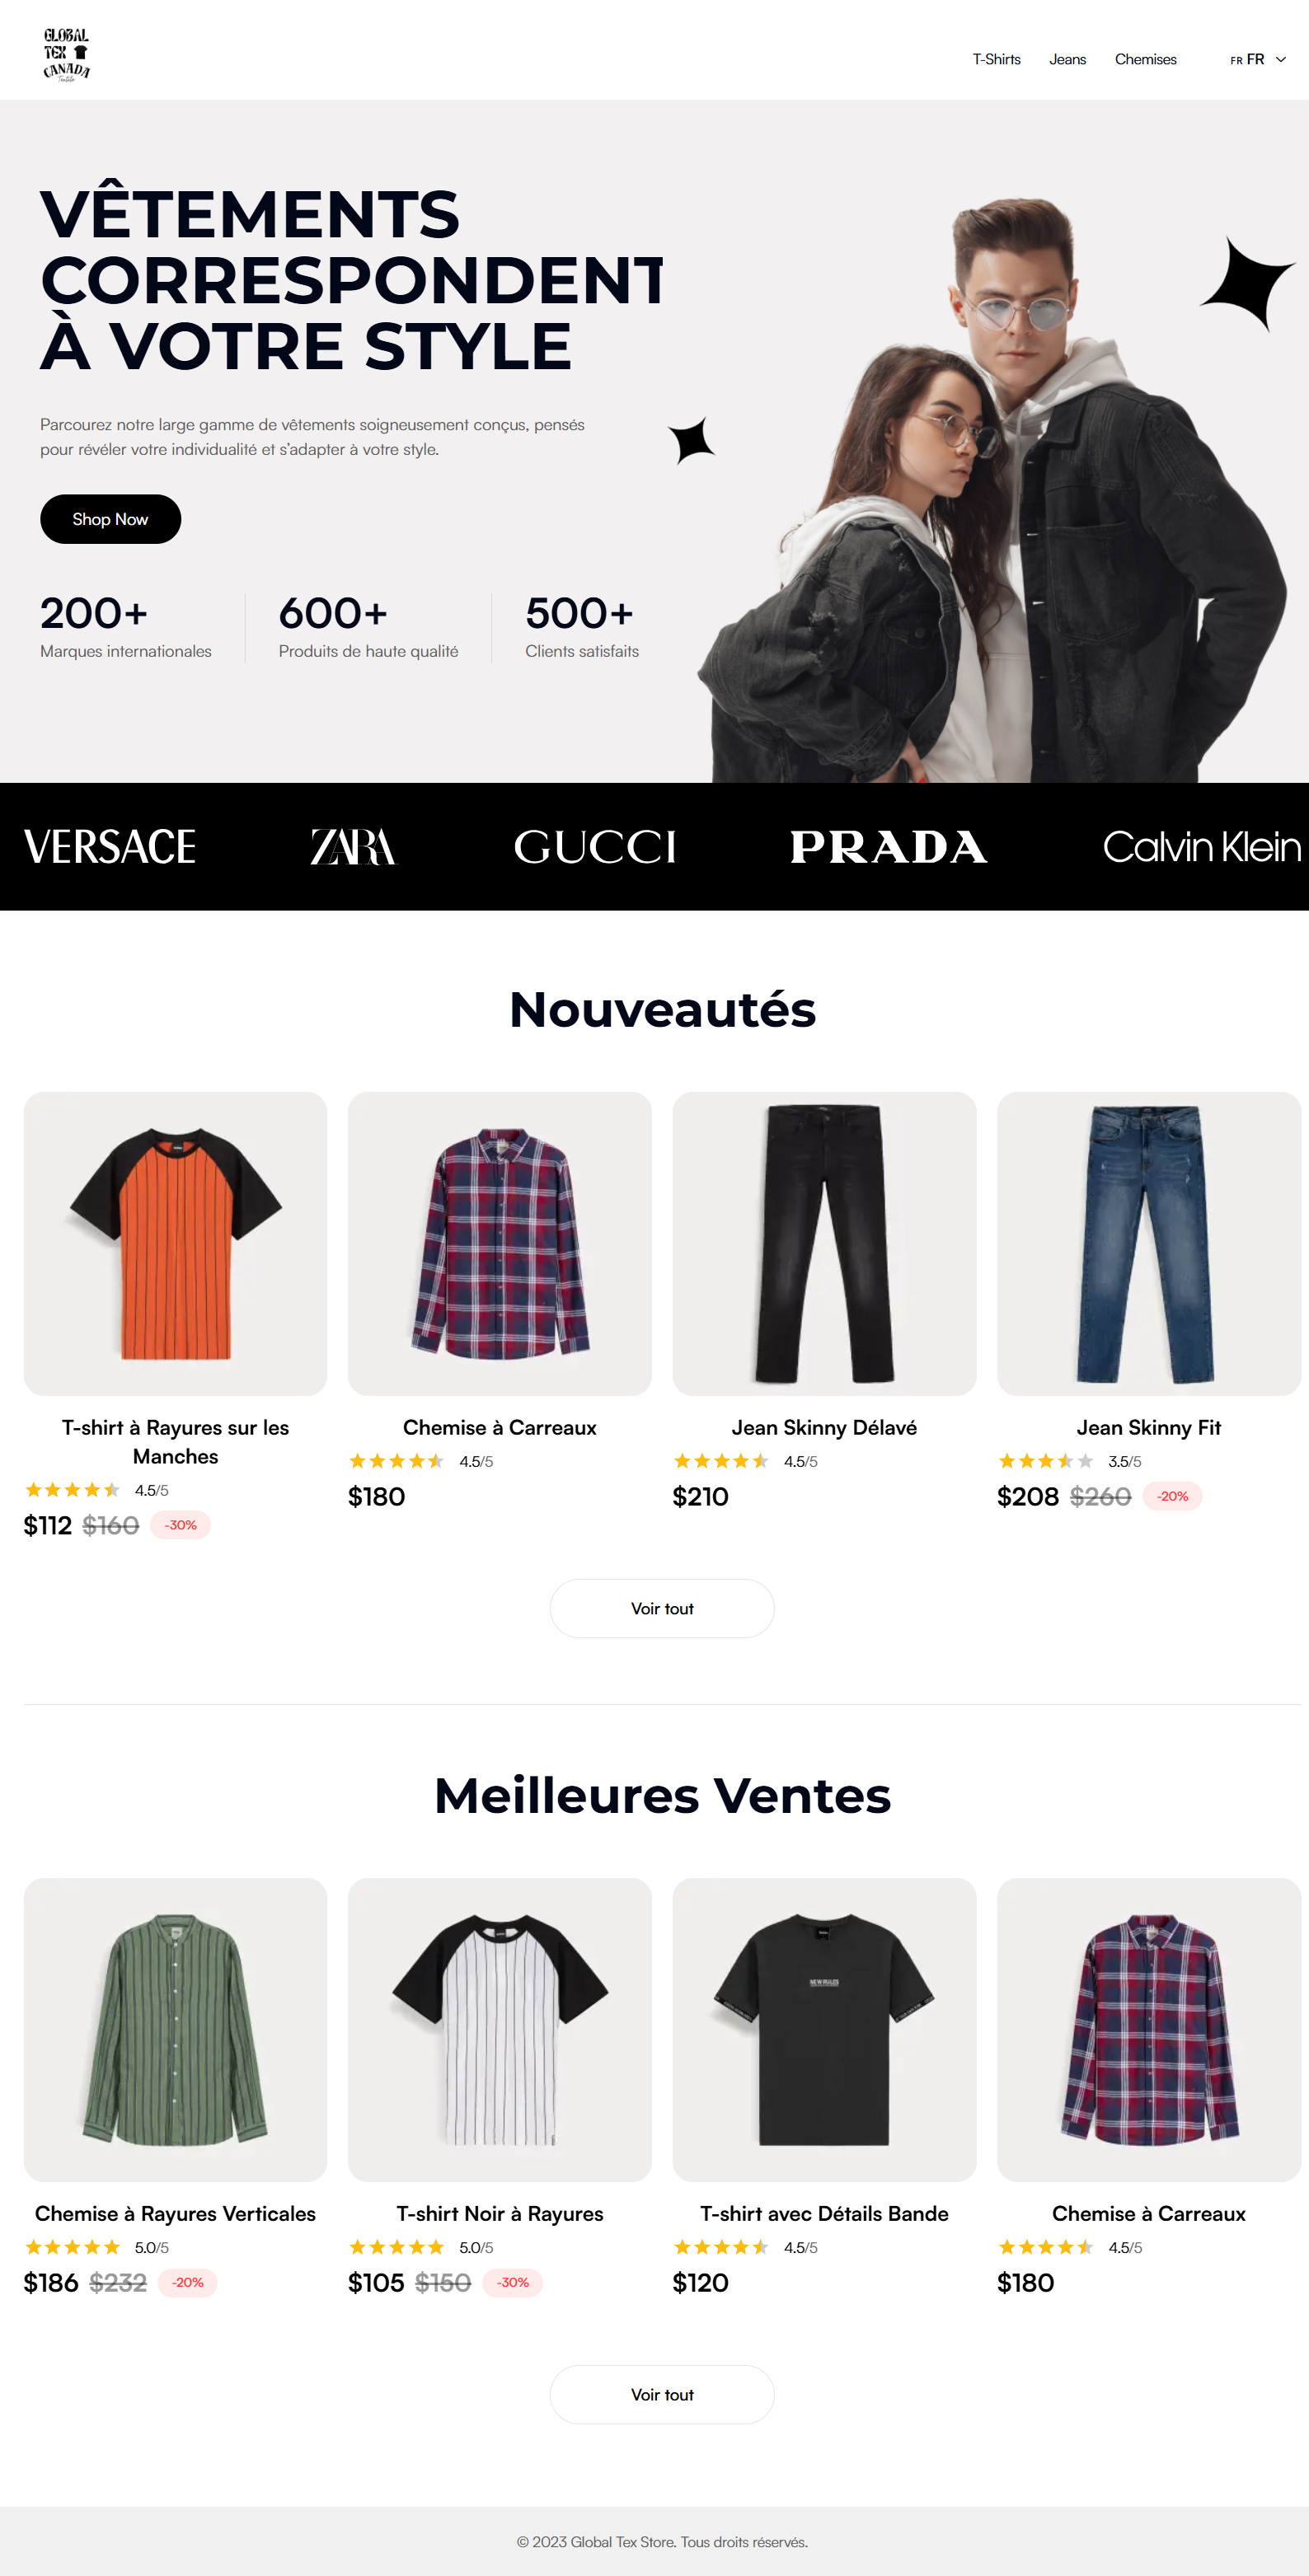 GLOBAL
TEX
CANADA
Textile
T-Shirts Jeans Chemises FR FR
VÊTEMENTS
CORRESPONDENT
À VOTRE STYLE
Parcourez notre large gamme de vêtements soigneusement conçus, pensés
pour révéler votre individualité et s’adapter à votre style.
Shop Now
200+ 600+ 500+
Marques internationales Produits de haute qualité Clients satisfaits
VERSACE ZARA GUCCI PRADA Calvin Klein
Nouveautés
T-shirt à Rayures sur les
Manches
4.5/5
$112 $160 -30%
Chemise à Carreaux
4.5/5
$180
Jean Skinny Délavé
4.5/5
$210
Jean Skinny Fit
3.5/5
$208 $260 -20%
Voir tout
Meilleures Ventes
NEW RULES
Chemise à Rayures Verticales
5.0/5
$186 $232 -20%
T-shirt Noir à Rayures
5.0/5
$105 $150 -30%
T-shirt avec Détails Bande
4.5/5
$120
Chemise à Carreaux
4.5/5
$180
Voir tout
© 2023 Global Tex Store. Tous droits réservés.